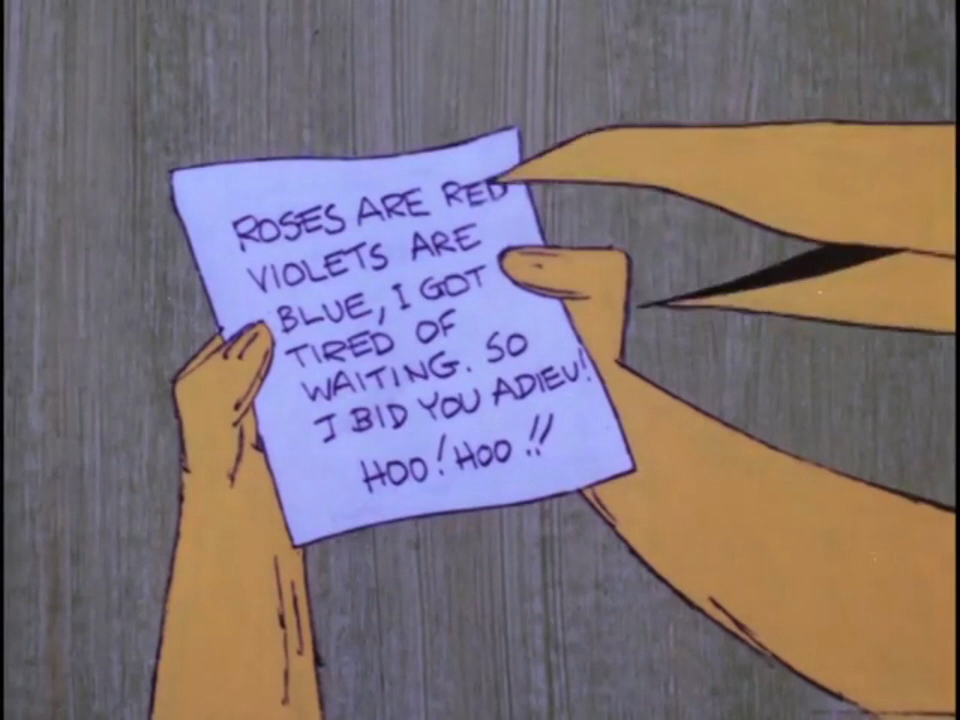 ROSES ARE RED
VIOLETS ARE
BLUE, I GOT
TIRED OF
WAITING. SO
I BID YOU ADIEU!
HOO! HOO!!